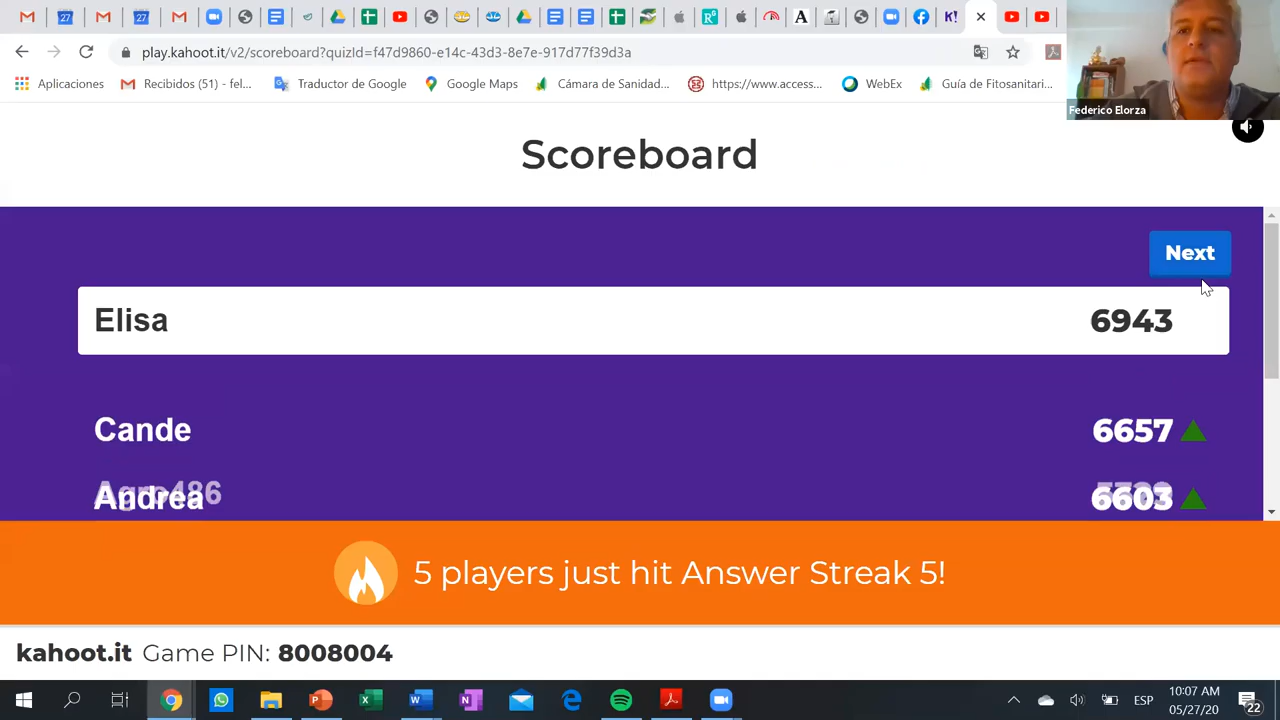 play.kahoot.it/v2/scoreboard?quizId=f47d9860-e14c-43d3-8e7e-917d77f39d3a
Aplicaciones
Recibidos (51) - fel...
Traductor de Google
Google Maps
Cámara de Sanidad...
https://www.access...
WebEx
Guía de Fitosanitari...
Federico Elorza
Scoreboard
Next
Elisa 6943
Cande 6657
Agro486
Andrea 6603
5 players just hit Answer Streak 5!
kahoot.it Game PIN: 8008004
ESP
10:07 AM
05/27/20
22